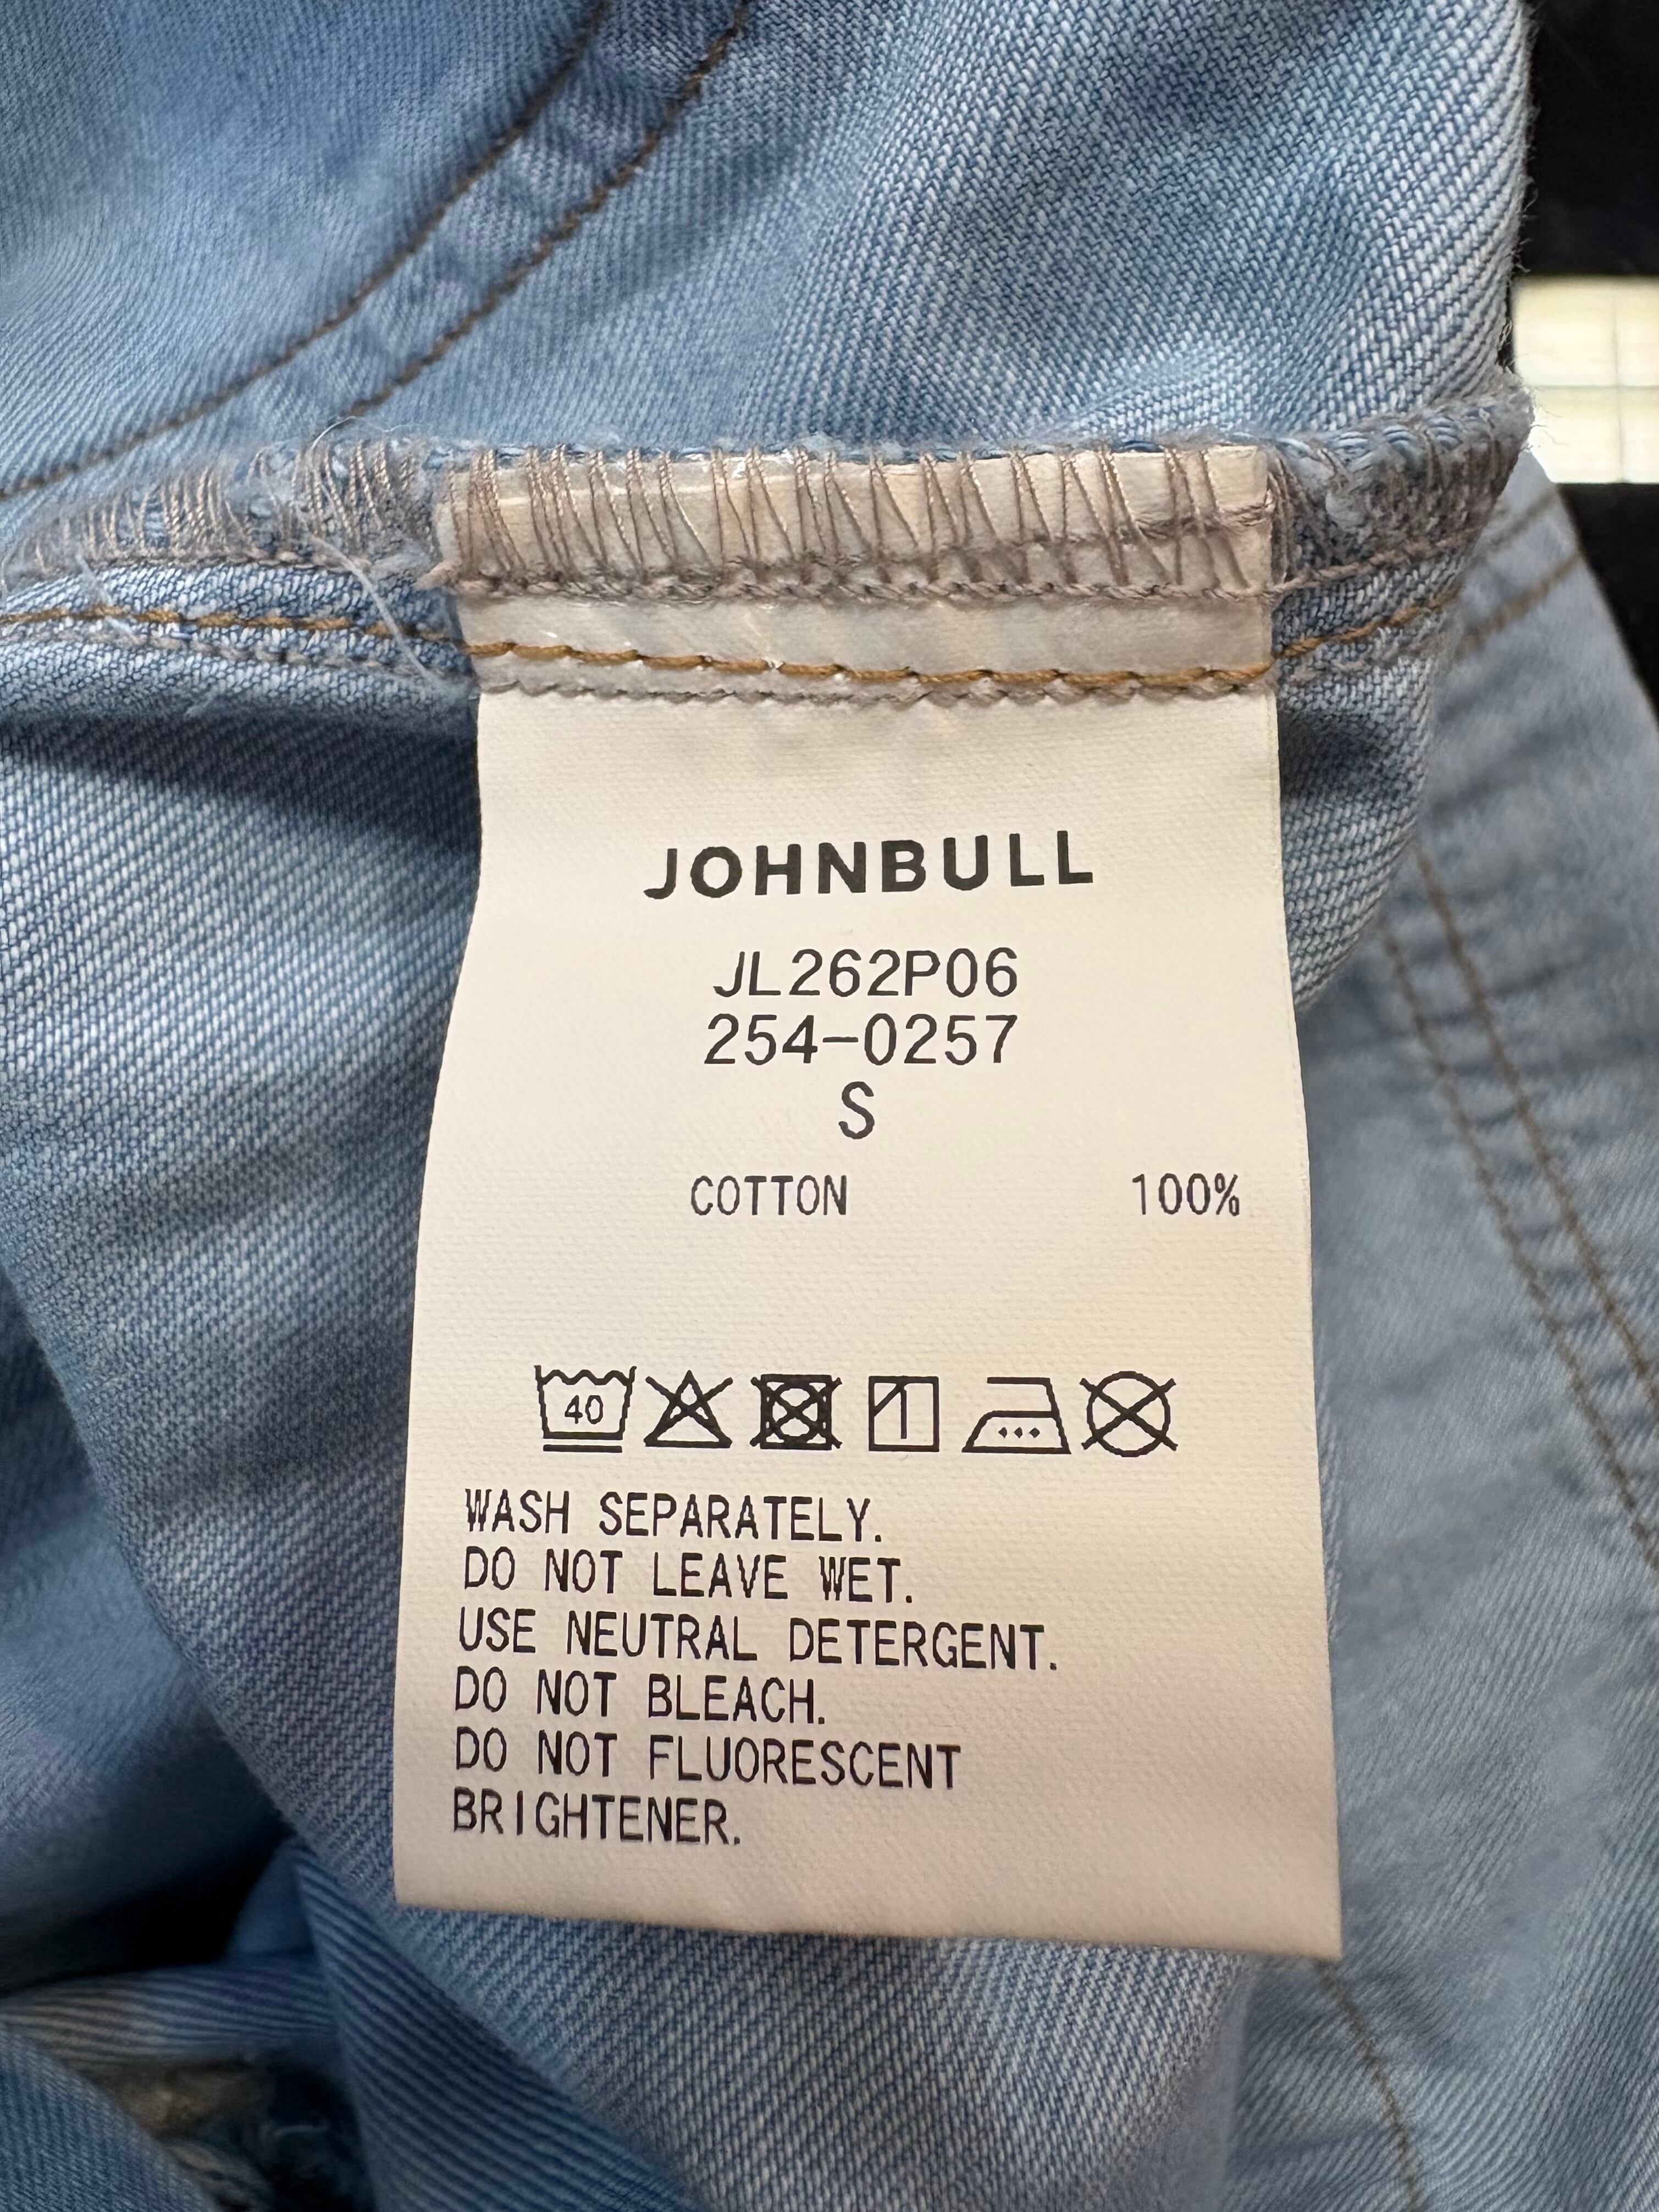 JOHNBULL
JL262P06
254-0257
S
COTTON 100%
40
WASH SEPARATELY.
DO NOT LEAVE WET.
USE NEUTRAL DETERGENT.
DO NOT BLEACH.
DO NOT FLUORESCENT
BRIGHTENER.